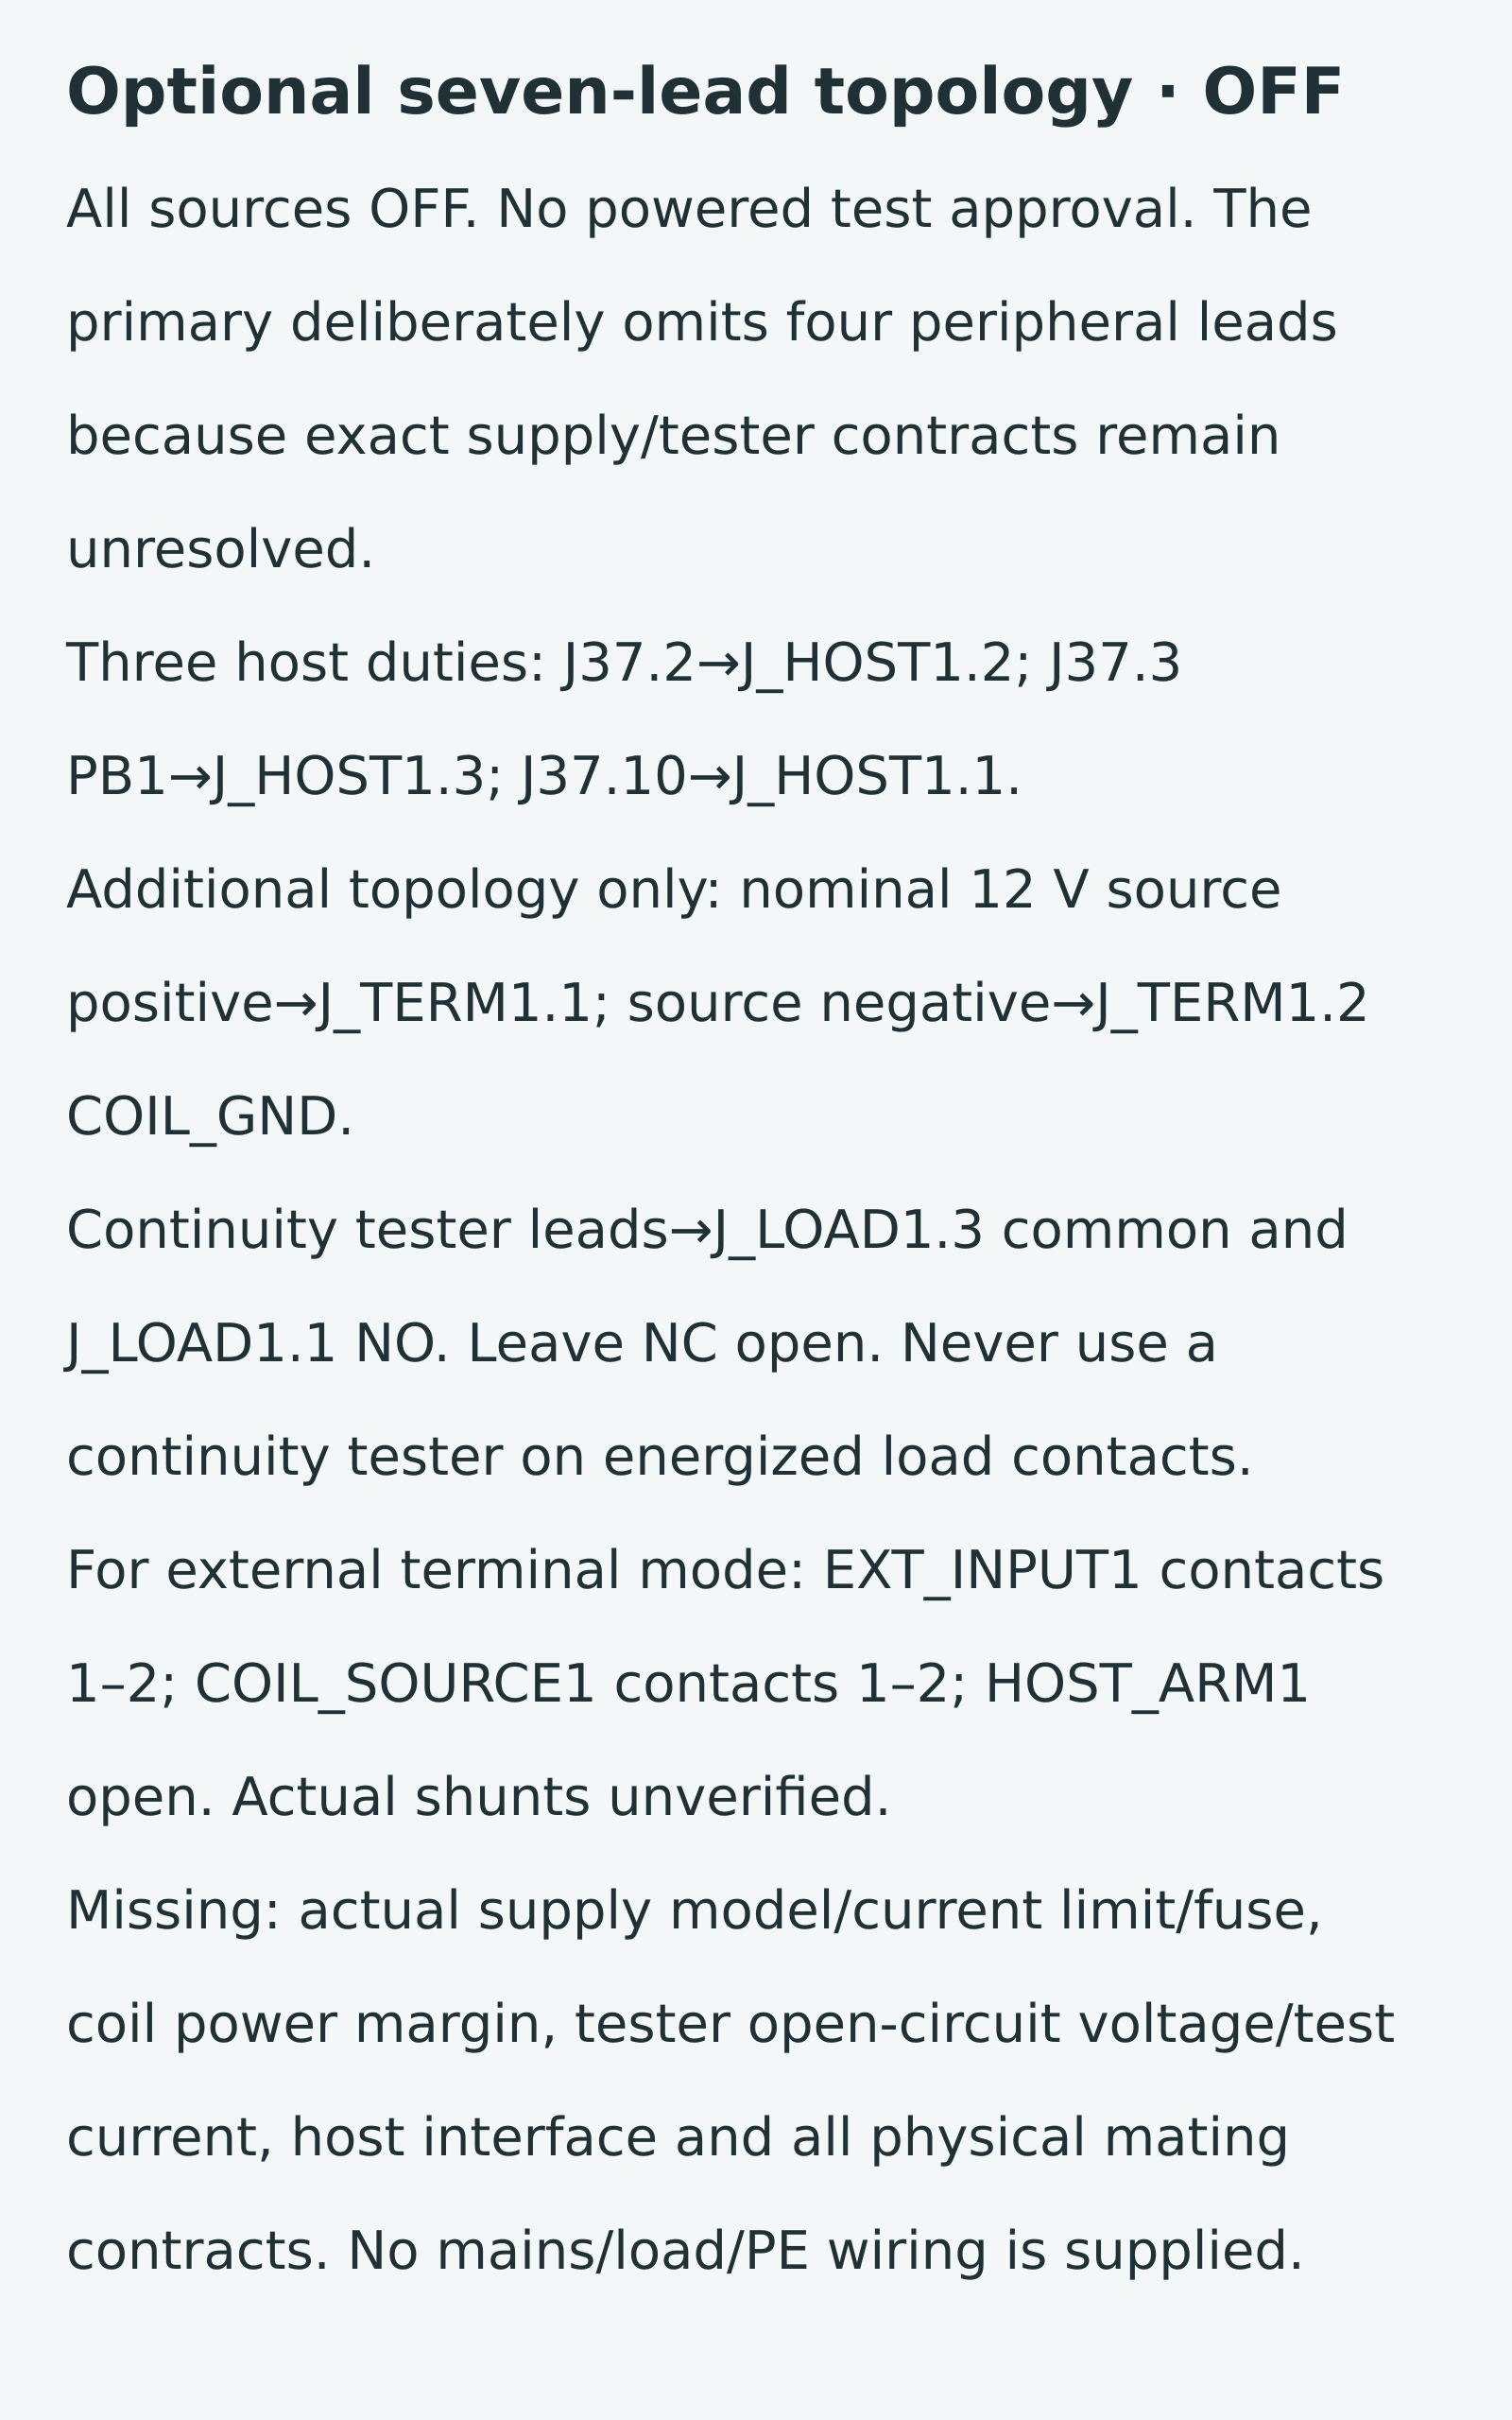 Optional seven-lead topology · OFF
All sources OFF. No powered test approval. The
primary deliberately omits four peripheral leads
because exact supply/tester contracts remain
unresolved.
Three host duties: J37.2→J_HOST1.2; J37.3
PB1→J_HOST1.3; J37.10→J_HOST1.1.
Additional topology only: nominal 12 V source
positive→J_TERM1.1; source negative→J_TERM1.2
COIL_GND.
Continuity tester leads→J_LOAD1.3 common and
J_LOAD1.1 NO. Leave NC open. Never use a
continuity tester on energized load contacts.
For external terminal mode: EXT_INPUT1 contacts
1–2; COIL_SOURCE1 contacts 1–2; HOST_ARM1
open. Actual shunts unverified.
Missing: actual supply model/current limit/fuse,
coil power margin, tester open-circuit voltage/test
current, host interface and all physical mating
contracts. No mains/load/PE wiring is supplied.